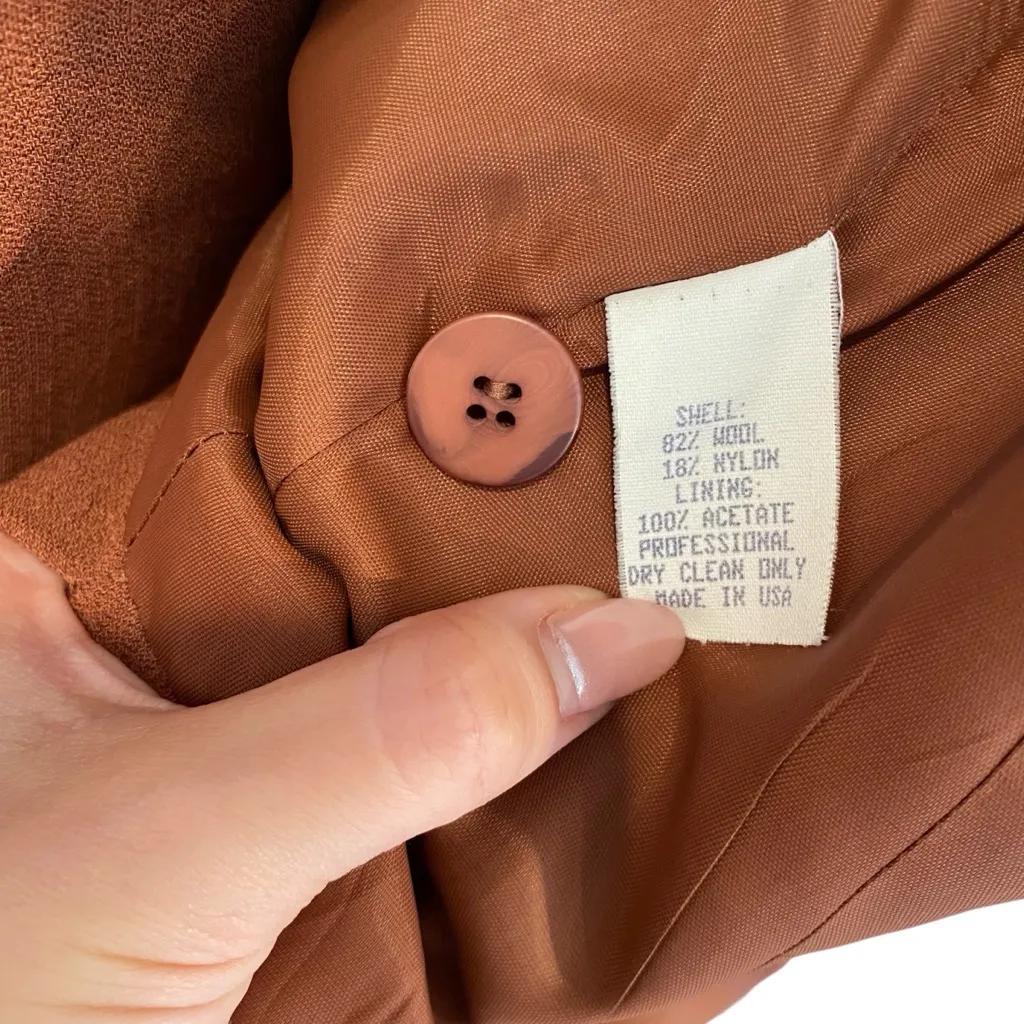 SHELL:
82% WOOL
18% NYLON
LINING:
100% ACETATE
PROFESSIONAL
DRY CLEAN ONLY
MADE IN USA